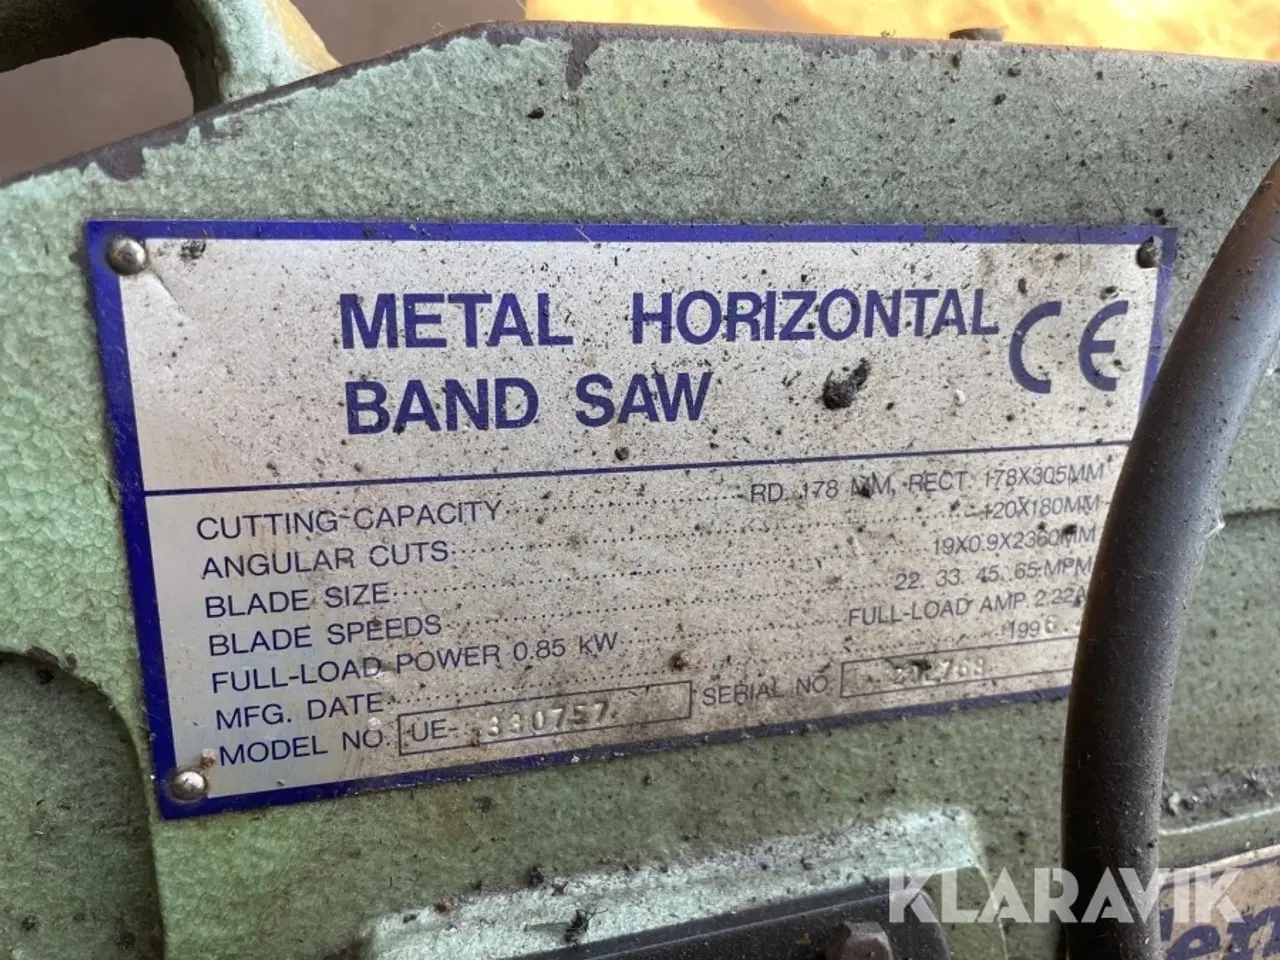 METAL HORIZONTAL CE
BAND SAW
CUTTING CAPACITY RD. 178 MM, RECT. 178X305MM
ANGULAR CUTS 120X180MM
BLADE SIZE 19X0.9X2360MM
BLADE SPEEDS 22. 33. 45. 65.MPM
FULL-LOAD POWER 0.85 KW FULL-LOAD AMP. 2.22A
MFG. DATE 1996
MODEL NO. UE-330757 SERIAL NO.
KLARAVIK